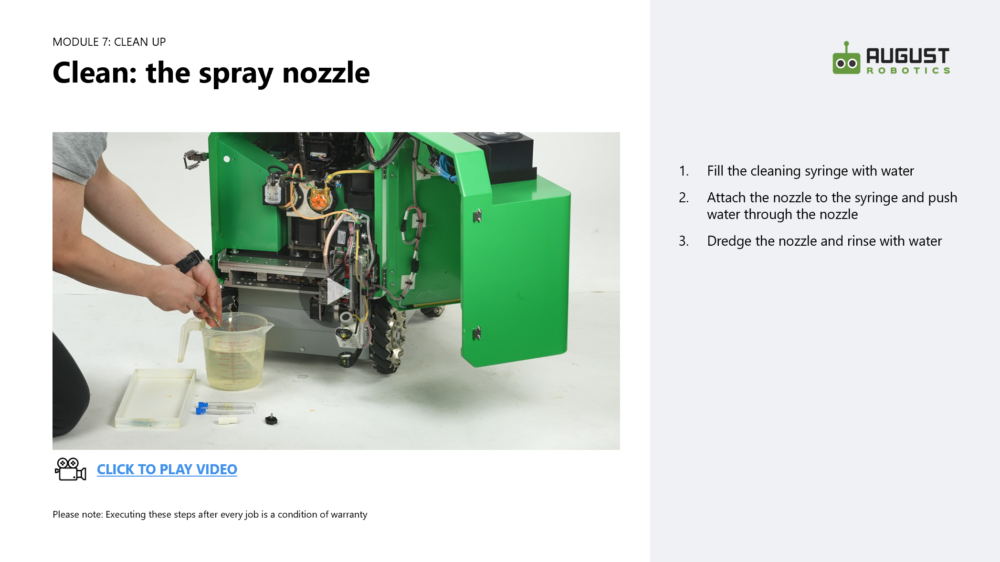 MODULE 7: CLEAN UP
Clean: the spray nozzle
AUGUST
ROBOTICS
1. Fill the cleaning syringe with water
2. Attach the nozzle to the syringe and push
water through the nozzle
3. Dredge the nozzle and rinse with water
CLICK TO PLAY VIDEO
Please note: Executing these steps after every job is a condition of warranty